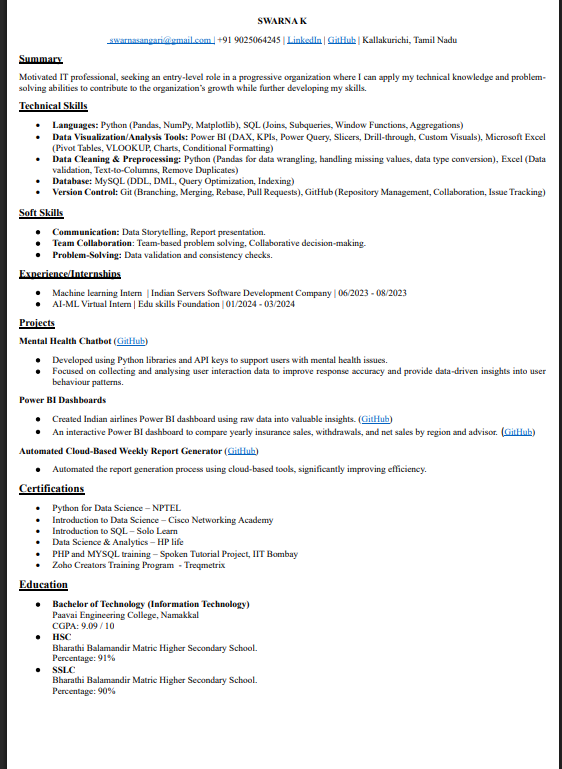 SWARNA K
swarnasangari@gmail.com | +91 9025064245 | LinkedIn | GitHub | Kallakurichi, Tamil Nadu
Summary
Motivated IT professional, seeking an entry-level role in a progressive organization where I can apply my technical knowledge and problem-
solving abilities to contribute to the organization's growth while further developing my skills.
Technical Skills
● Languages: Python (Pandas, NumPy, Matplotlib), SQL (Joins, Subqueries, Window Functions, Aggregations)
● Data Visualization/Analysis Tools: Power BI (DAX, KPIs, Power Query, Slicers, Drill-through, Custom Visuals), Microsoft Excel
(Pivot Tables, VLOOKUP, Charts, Conditional Formatting)
● Data Cleaning & Preprocessing: Python (Pandas for data wrangling, handling missing values, data type conversion), Excel (Data
validation, Text-to-Columns, Remove Duplicates)
● Database: MySQL (DDL, DML, Query Optimization, Indexing)
● Version Control: Git (Branching, Merging, Rebase, Pull Requests), GitHub (Repository Management, Collaboration, Issue Tracking)
Soft Skills
● Communication: Data Storytelling, Report presentation.
● Team Collaboration: Team-based problem solving, Collaborative decision-making.
● Problem-Solving: Data validation and consistency checks.
Experience/Internships
● Machine learning Intern | Indian Servers Software Development Company | 06/2023 - 08/2023
● AI-ML Virtual Intern | Edu skills Foundation | 01/2024 - 03/2024
Projects
Mental Health Chatbot (GitHub)
● Developed using Python libraries and API keys to support users with mental health issues.
● Focused on collecting and analysing user interaction data to improve response accuracy and provide data-driven insights into user
behaviour patterns.
Power BI Dashboards
● Created Indian airlines Power BI dashboard using raw data into valuable insights. (GitHub)
● An interactive Power BI dashboard to compare yearly insurance sales, withdrawals, and net sales by region and advisor. (GitHub)
Automated Cloud-Based Weekly Report Generator (GitHub)
● Automated the report generation process using cloud-based tools, significantly improving efficiency.
Certifications
● Python for Data Science – NPTEL
● Introduction to Data Science – Cisco Networking Academy
● Introduction to SQL – Solo Learn
● Data Science & Analytics – HP life
● PHP and MYSQL training – Spoken Tutorial Project, IIT Bombay
● Zoho Creators Training Program - Treqmetrix
Education
● Bachelor of Technology (Information Technology)
Paavai Engineering College, Namakkal
CGPA: 9.09 / 10
● HSC
Bharathi Balamandir Matric Higher Secondary School.
Percentage: 91%
● SSLC
Bharathi Balamandir Matric Higher Secondary School.
Percentage: 90%